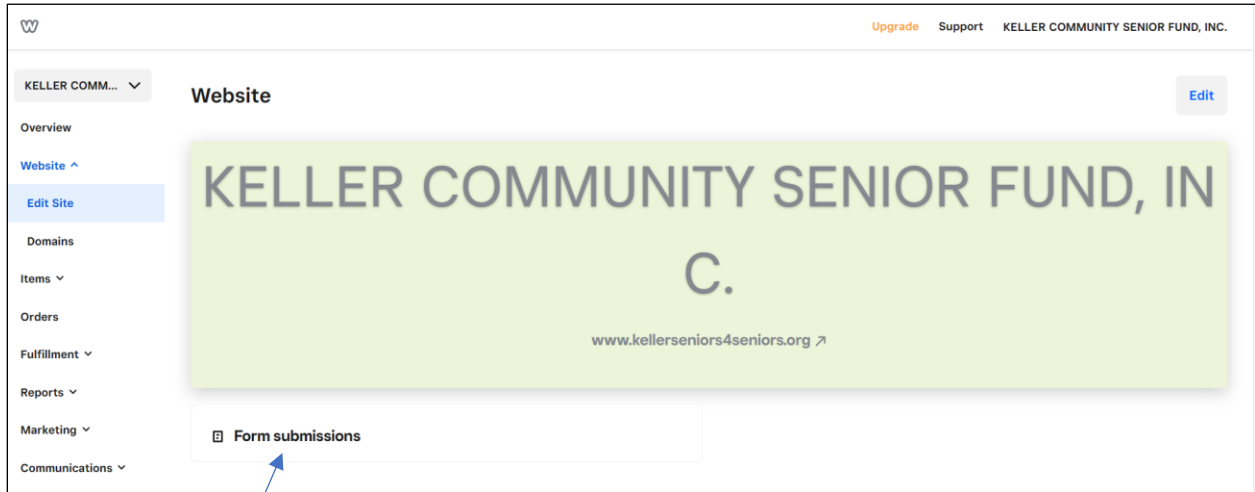 Upgrade Support KELLER COMMUNITY SENIOR FUND, INC.
KELLER COMM...
Website
Edit
Overview
Website
Edit Site
Domains
Items
Orders
Fulfillment
Reports
Marketing
Communications
KELLER COMMUNITY SENIOR FUND, IN
C.
www.kellerseniors4seniors.org ↗
Form submissions